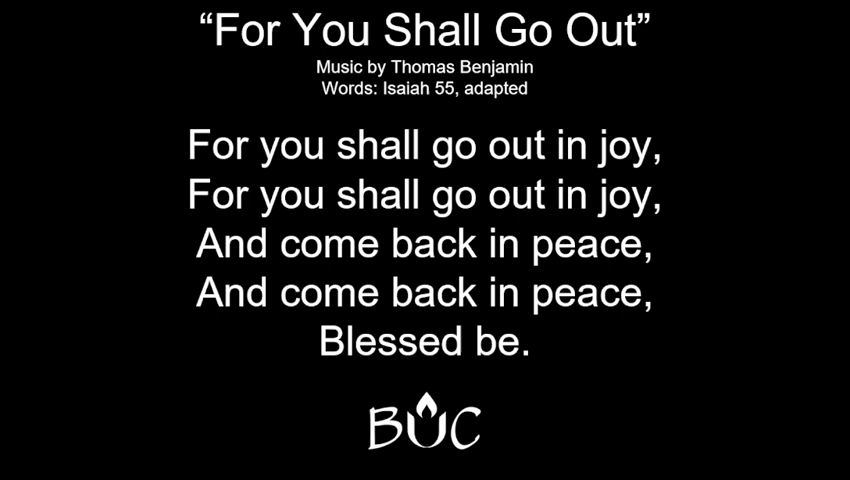 “For You Shall Go Out”
Music by Thomas Benjamin
Words: Isaiah 55, adapted
For you shall go out in joy,
For you shall go out in joy,
And come back in peace,
And come back in peace,
Blessed be.
BUC